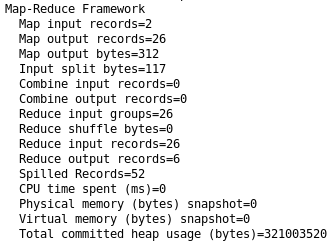 Map-Reduce Framework
Map input records=2
Map output records=26
Map output bytes=312
Input split bytes=117
Combine input records=0
Combine output records=0
Reduce input groups=26
Reduce shuffle bytes=0
Reduce input records=26
Reduce output records=6
Spilled Records=52
CPU time spent (ms)=0
Physical memory (bytes) snapshot=0
Virtual memory (bytes) snapshot=0
Total committed heap usage (bytes)=321003520